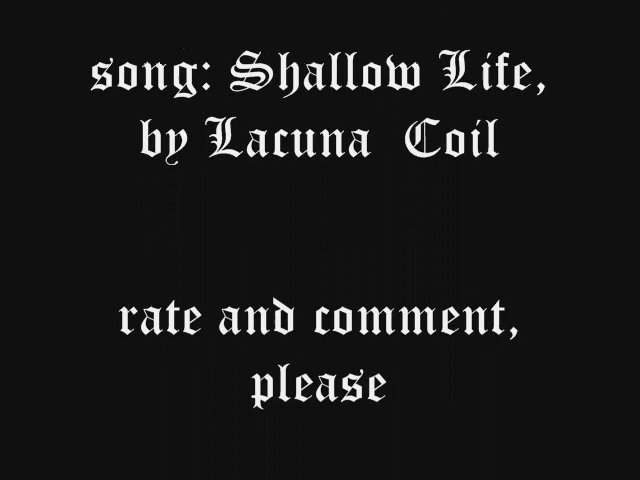 song: Shallow Life,
by Lacuna Coil
rate and comment,
please